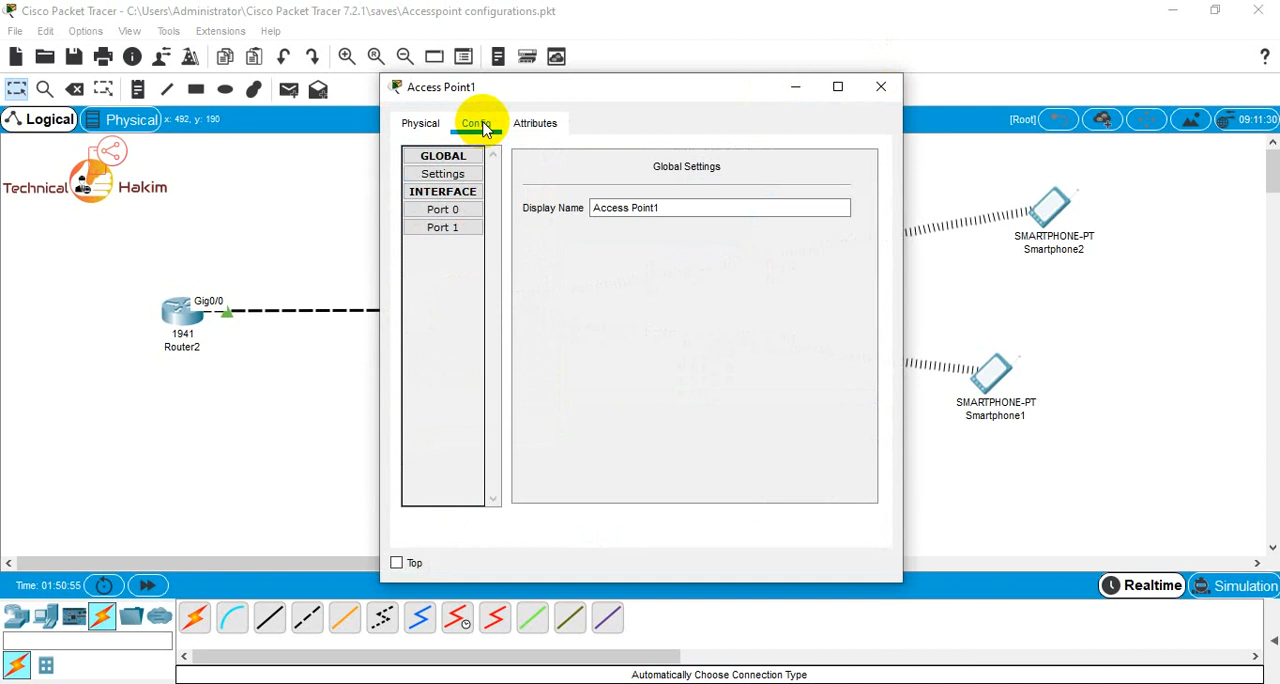 Cisco Packet Tracer - C:\Users\Administrator\Cisco Packet Tracer 7.2.1\saves\Accesspoint configurations.pkt
File Edit Options View Tools Extensions Help
?
Logical
Physical
x: 492, y: 190
[Root]
09:11:30
Technical Hakim
Gig0/0
1941
Router2
Access Point1
Physical Config Attributes
GLOBAL
Settings
INTERFACE
Port 0
Port 1
Global Settings
Display Name Access Point1
Top
SMARTPHONE-PT
Smartphone2
SMARTPHONE-PT
Smartphone1
Time: 01:50:55
Realtime
Simulation
Automatically Choose Connection Type